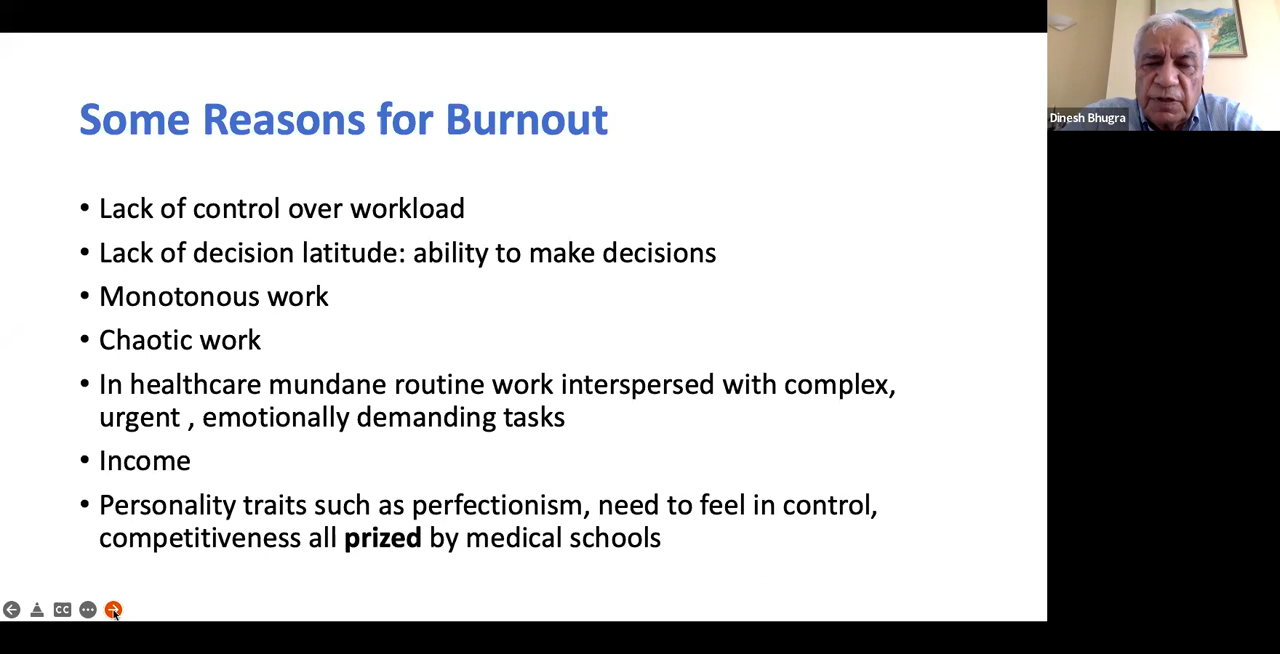 Some Reasons for Burnout
• Lack of control over workload
• Lack of decision latitude: ability to make decisions
• Monotonous work
• Chaotic work
• In healthcare mundane routine work interspersed with complex,
urgent , emotionally demanding tasks
• Income
• Personality traits such as perfectionism, need to feel in control,
competitiveness all prized by medical schools
CC
Dinesh Bhugra